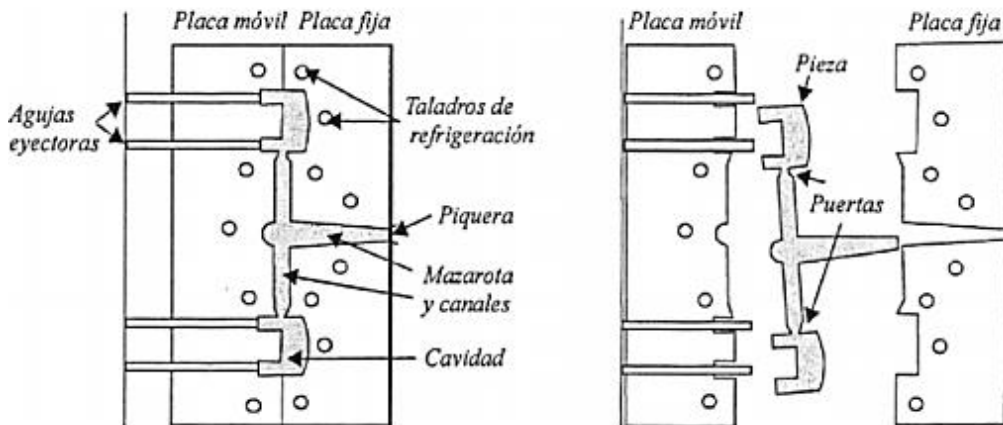 Placa móvil Placa fija
Agujas
eyectoras
Taladros de
refrigeración
Piquera
Mazarota
y canales
Cavidad
Placa móvil
Placa fija
Pieza
Puertas